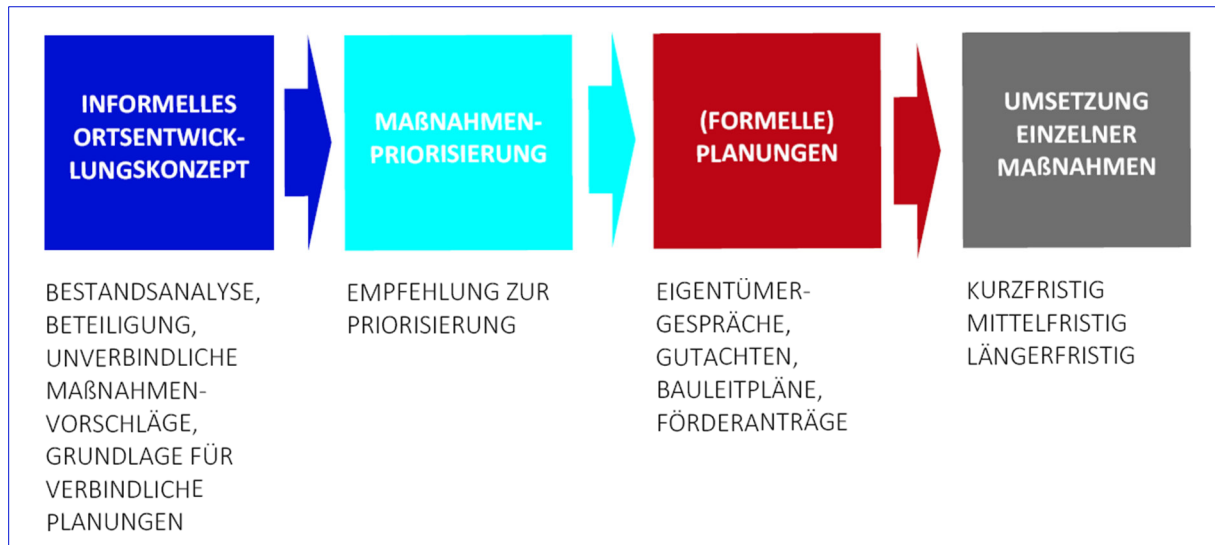 INFORMELLES
ORTSENTWICK-
LUNGSKONZEPT
MAßNAHMEN-
PRIORISIERUNG
(FORMELLE)
PLANUNGEN
UMSETZUNG
EINZELNER
MAßNAHMEN
BESTANDSANALYSE,
BETEILIGUNG,
UNVERBINDLICHE
MAßNAHMEN-
VORSCHLÄGE,
GRUNDLAGE FÜR
VERBINDLICHE
PLANUNGEN
EMPFEHLUNG ZUR
PRIORISIERUNG
EIGENTÜMER-
GESPRÄCHE,
GUTACHTEN,
BAULEITPLÄNE,
FÖRDERANTRÄGE
KURZFRISTIG
MITTELFRISTIG
LÄNGERFRISTIG